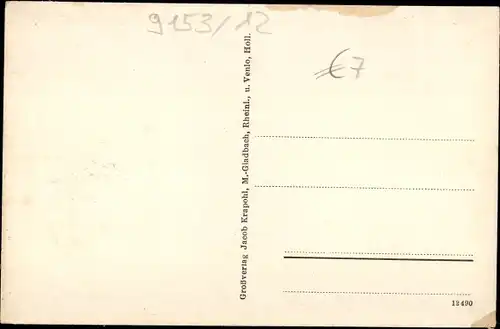 9153/12
€7
Großverlag Jacob Krapohl, M.-Gladbach, Rheinl., u. Venlo, Holl.
12490